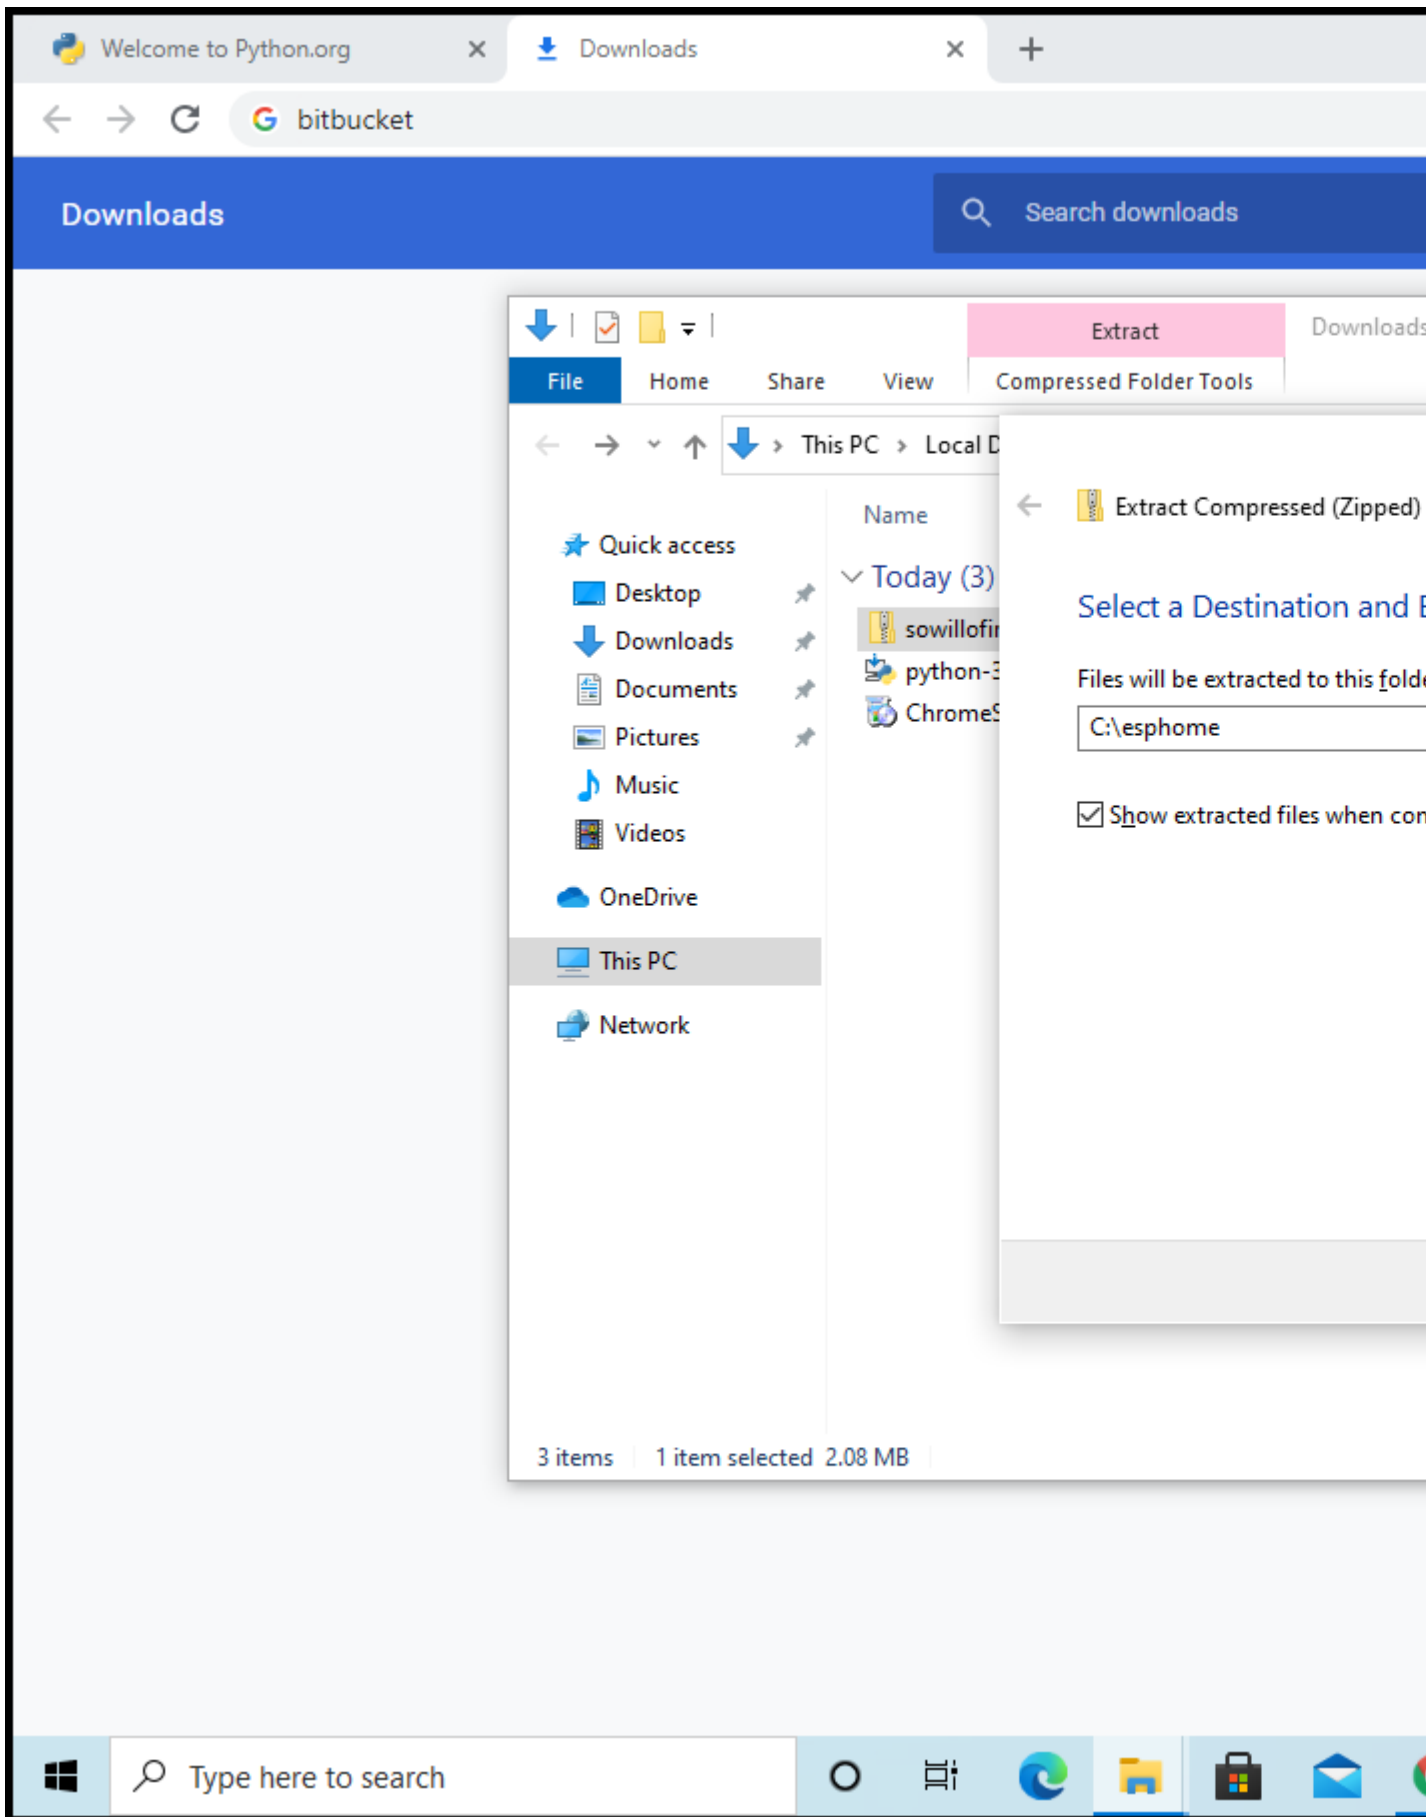 Welcome to Python.org
Downloads
bitbucket
Downloads
Search downloads
Extract
Downloads
File
Home
Share
View
Compressed Folder Tools
This PC
Local
Name
Extract Compressed (Zipped)
Quick access
Today (3)
Desktop
Select a Destination and
Downloads
python-3
Files will be extracted to this
Documents
C:\esphome
Pictures
Music
Show extracted files when
Videos
OneDrive
This PC
Network
3 items
1 item selected 2.08 MB
Type here to search